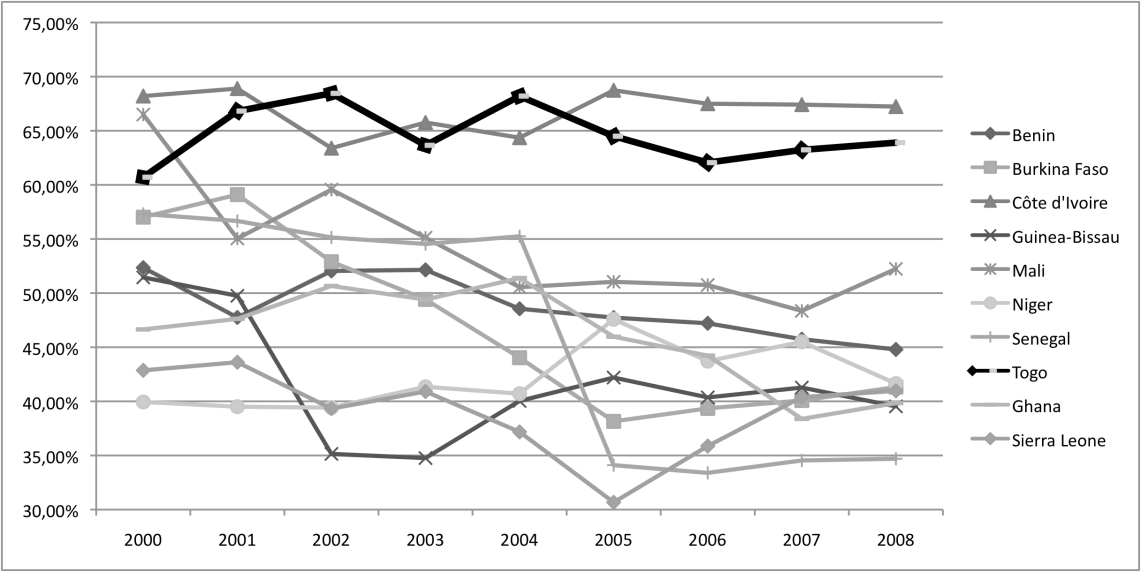 75,00%
70,00%
65,00%
60,00%
55,00%
50,00%
45,00%
40,00%
35,00%
30,00%
2000 2001 2002 2003 2004 2005 2006 2007 2008
Benin
Burkina Faso
Côte d'Ivoire
Guinea-Bissau
Mali
Niger
Senegal
Togo
Ghana
Sierra Leone